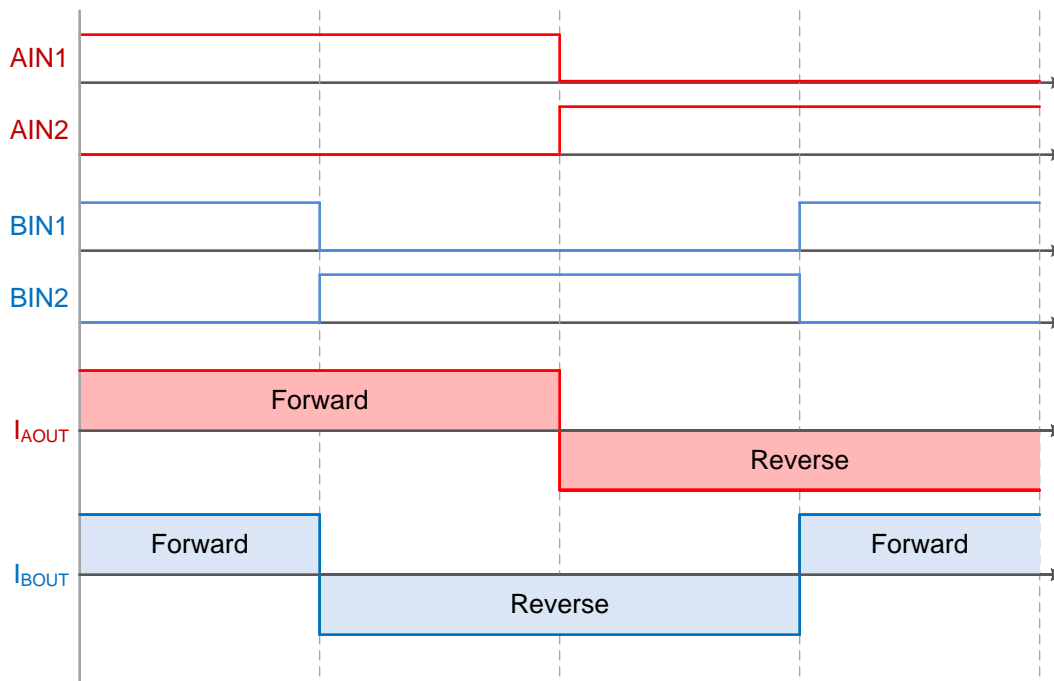 AIN1
AIN2
BIN1
BIN2
Forward
IAOUT
Reverse
Forward
Forward
IBOUT
Reverse